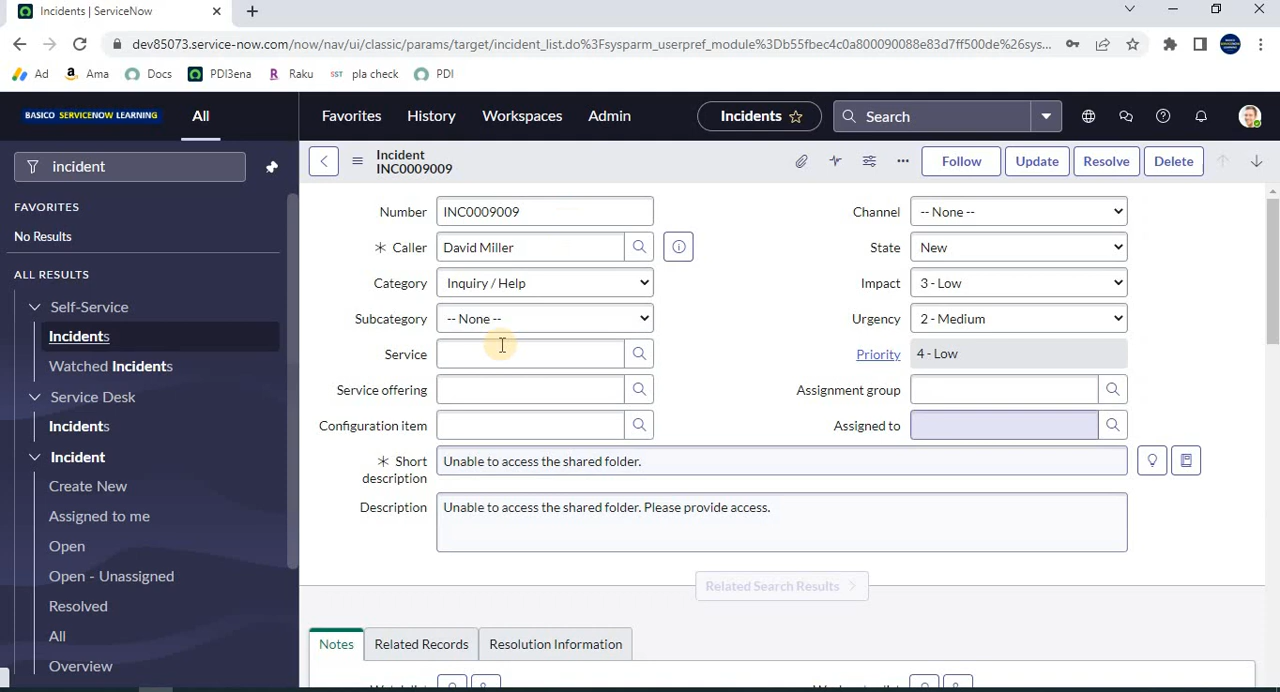 Incidents | ServiceNow
dev85073.service-now.com/now/nav/ui/classic/params/target/incident_list.do%3Fsysparm_userpref_module%3Db55fbec4c0a800090088e83d7ff500de%26sys...
Ad Ama Docs PDI3ena Raku SST pla check PDI
BASICO SERVICENOW LEARNING All Favorites History Workspaces Admin Incidents Search
incident
FAVORITES
No Results
ALL RESULTS
Self-Service
Incidents
Watched Incidents
Service Desk
Incidents
Incident
Create New
Assigned to me
Open
Open - Unassigned
Resolved
All
Overview
Incident
INC0009009
Follow Update Resolve Delete
Number INC0009009
Caller David Miller
Category Inquiry / Help
Subcategory -- None --
Service
Service offering
Configuration item
Channel -- None --
State New
Impact 3 - Low
Urgency 2 - Medium
Priority 4 - Low
Assignment group
Assigned to
Short description Unable to access the shared folder.
Description Unable to access the shared folder. Please provide access.
Related Search Results
Notes Related Records Resolution Information